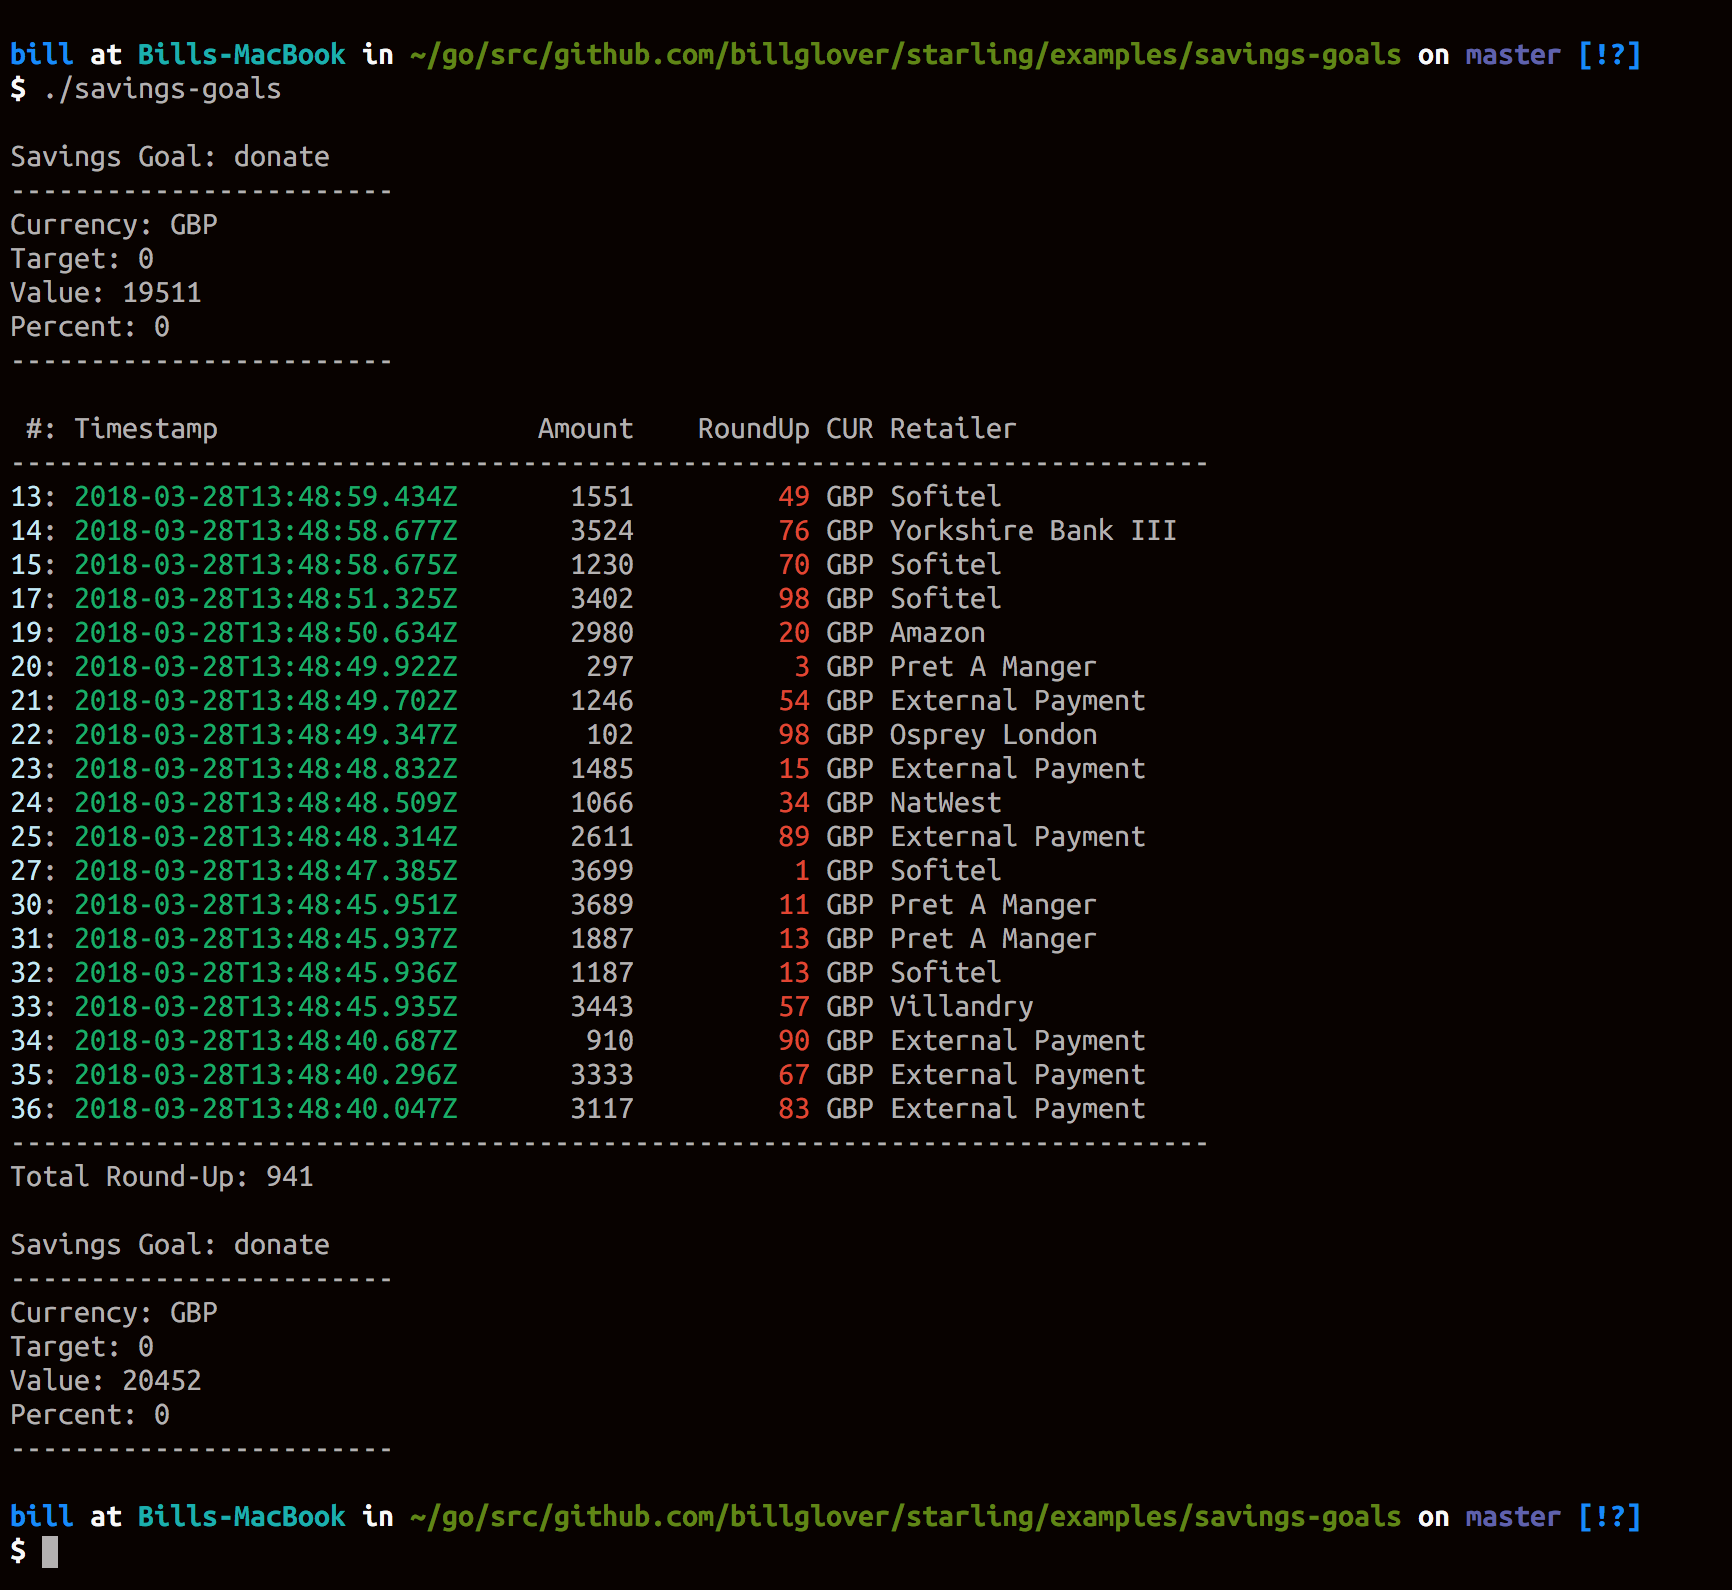 bill at Bills-MacBook in ~/go/src/github.com/billglover/starling/examples/savings-goals on master [!?]
$ ./savings-goals
Savings Goal: donate
------------------------
Currency: GBP
Target: 0
Value: 19511
Percent: 0
------------------------
#: Timestamp Amount RoundUp CUR Retailer
---------------------------------------------------------------------------
13: 2018-03-28T13:48:59.434Z 1551 49 GBP Sofitel
14: 2018-03-28T13:48:58.677Z 3524 76 GBP Yorkshire Bank III
15: 2018-03-28T13:48:58.675Z 1230 70 GBP Sofitel
17: 2018-03-28T13:48:51.325Z 3402 98 GBP Sofitel
19: 2018-03-28T13:48:50.634Z 2980 20 GBP Amazon
20: 2018-03-28T13:48:49.922Z 297 3 GBP Pret A Manger
21: 2018-03-28T13:48:49.702Z 1246 54 GBP External Payment
22: 2018-03-28T13:48:49.347Z 102 98 GBP Osprey London
23: 2018-03-28T13:48:48.832Z 1485 15 GBP External Payment
24: 2018-03-28T13:48:48.509Z 1066 34 GBP NatWest
25: 2018-03-28T13:48:48.314Z 2611 89 GBP External Payment
27: 2018-03-28T13:48:47.385Z 3699 1 GBP Sofitel
30: 2018-03-28T13:48:45.951Z 3689 11 GBP Pret A Manger
31: 2018-03-28T13:48:45.937Z 1887 13 GBP Pret A Manger
32: 2018-03-28T13:48:45.936Z 1187 13 GBP Sofitel
33: 2018-03-28T13:48:45.935Z 3443 57 GBP Villandry
34: 2018-03-28T13:48:40.687Z 910 90 GBP External Payment
35: 2018-03-28T13:48:40.296Z 3333 67 GBP External Payment
36: 2018-03-28T13:48:40.047Z 3117 83 GBP External Payment
---------------------------------------------------------------------------
Total Round-Up: 941
Savings Goal: donate
------------------------
Currency: GBP
Target: 0
Value: 20452
Percent: 0
------------------------
bill at Bills-MacBook in ~/go/src/github.com/billglover/starling/examples/savings-goals on master [!?]
$